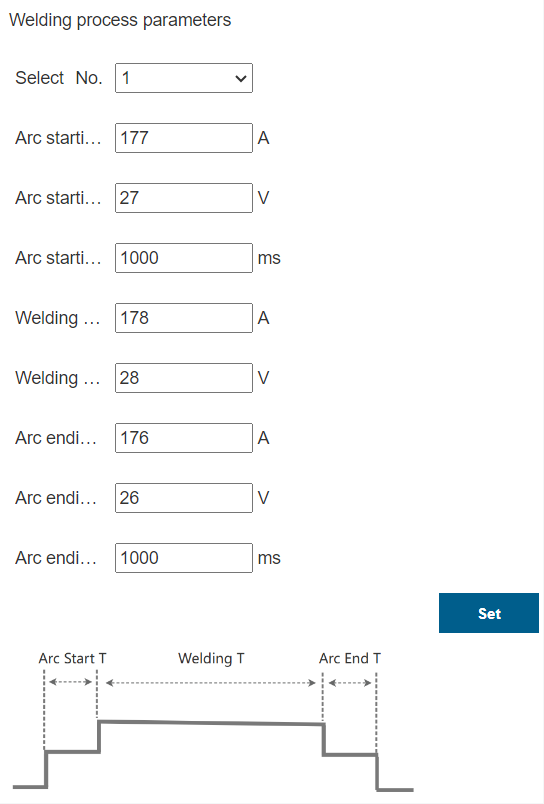 Welding process parameters
Select No. 1
Arc starti... 177 A
Arc starti... 27 V
Arc starti... 1000 ms
Welding ... 178 A
Welding ... 28 V
Arc endi... 176 A
Arc endi... 26 V
Arc endi... 1000 ms
Set
Arc Start T Welding T Arc End T